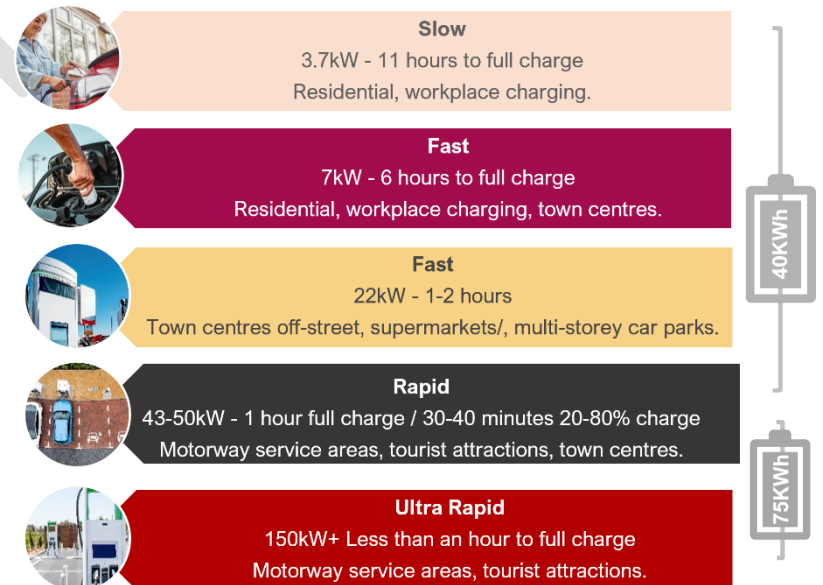 Slow
3.7kW - 11 hours to full charge
Residential, workplace charging.
Fast
7kW - 6 hours to full charge
Residential, workplace charging, town centres.
Fast
22kW - 1-2 hours
Town centres off-street, supermarkets/, multi-storey car parks.
40KWh
Rapid
43-50kW - 1 hour full charge / 30-40 minutes 20-80% charge
Motorway service areas, tourist attractions, town centres.
Ultra Rapid
150kW+ Less than an hour to full charge
Motorway service areas, tourist attractions.
75KWh